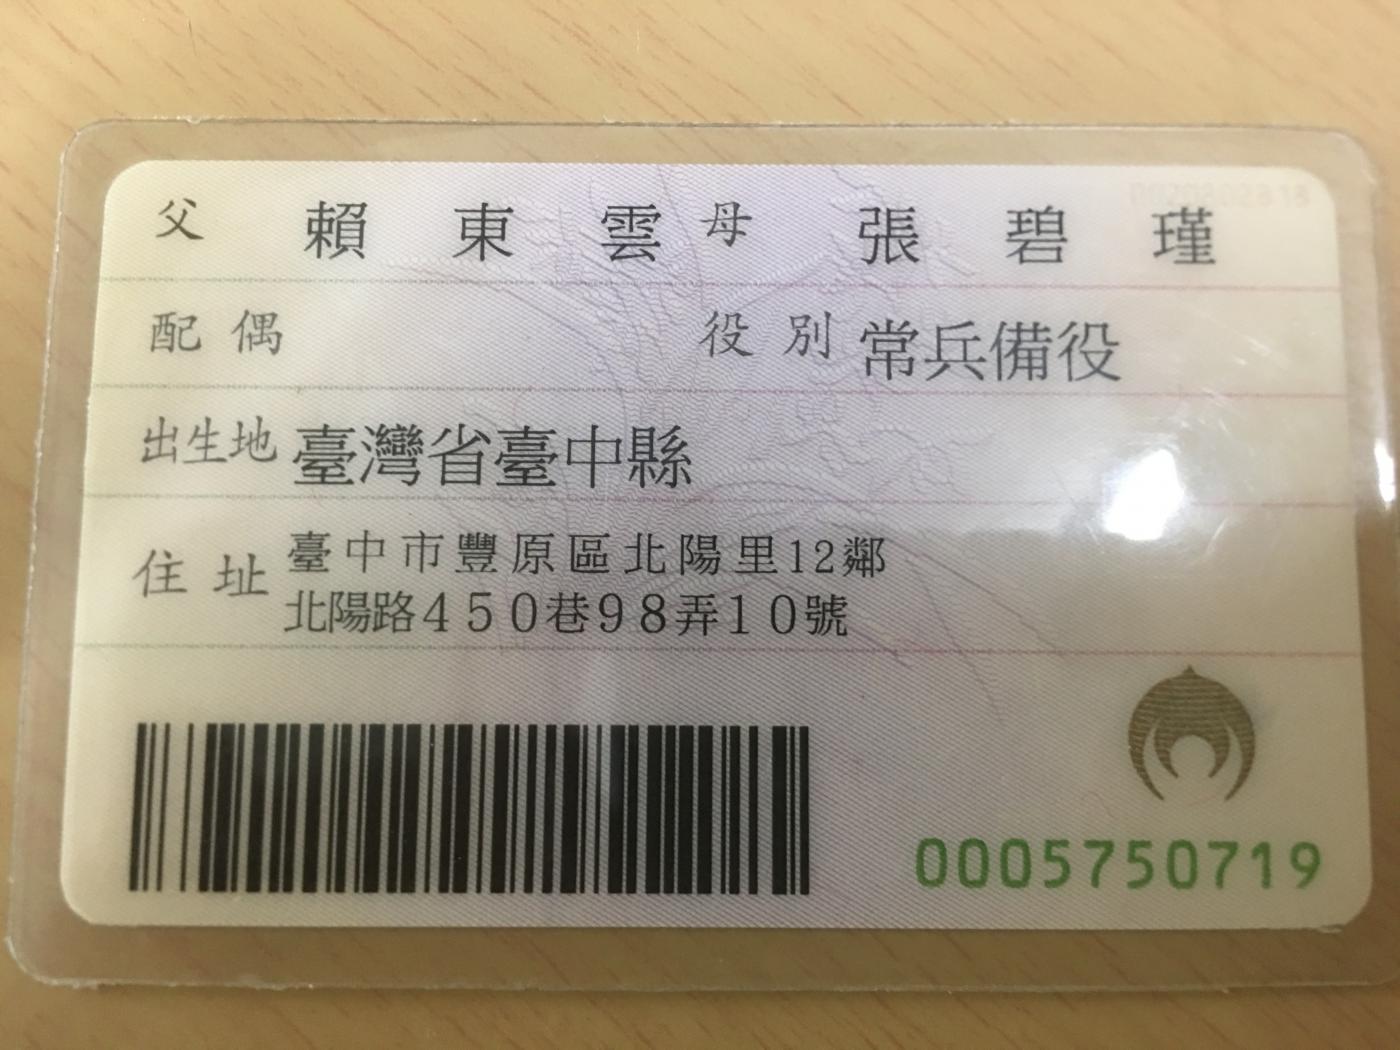 父 賴東雲 母 張碧瑾
配偶 役別 常兵備役
出生地 臺灣省臺中縣
住址 臺中市豐原區北陽里12鄰
北陽路450巷98弄10號
0005750719